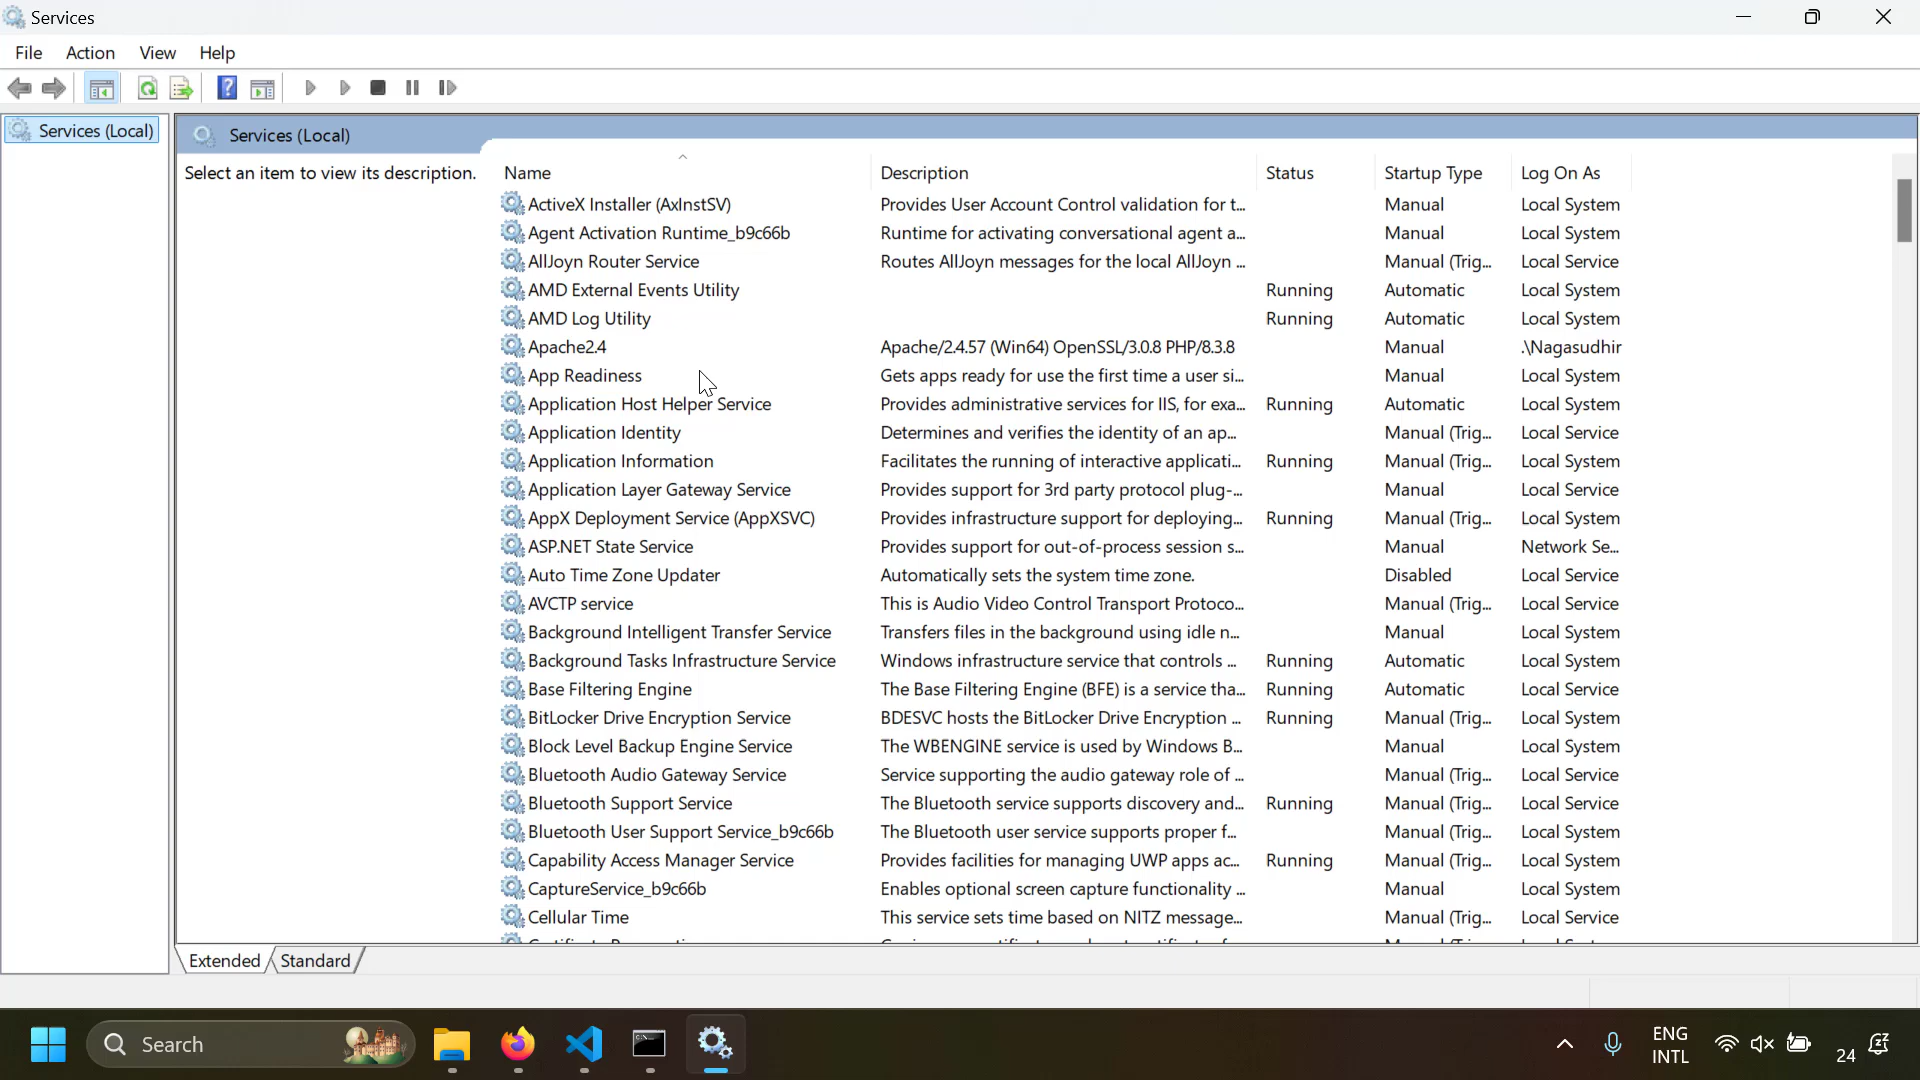 Services
File Action View Help
Services (Local)
Services (Local)
Select an item to view its description.
Name Description Status Startup Type Log On As
ActiveX Installer (AxInstSV) Provides User Account Control validation for t... Manual Local System
Agent Activation Runtime_b9c66b Runtime for activating conversational agent a... Manual Local System
AllJoyn Router Service Routes AllJoyn messages for the local AllJoyn ... Manual (Trig... Local Service
AMD External Events Utility Running Automatic Local System
AMD Log Utility Running Automatic Local System
Apache2.4 Apache/2.4.57 (Win64) OpenSSL/3.0.8 PHP/8.3.8 Manual .\Nagasudhir
App Readiness Gets apps ready for use the first time a user si... Manual Local System
Application Host Helper Service Provides administrative services for IIS, for exa... Running Automatic Local System
Application Identity Determines and verifies the identity of an ap... Manual (Trig... Local Service
Application Information Facilitates the running of interactive applicati... Running Manual (Trig... Local System
Application Layer Gateway Service Provides support for 3rd party protocol plug-... Manual Local Service
AppX Deployment Service (AppXSVC) Provides infrastructure support for deploying... Running Manual (Trig... Local System
ASP.NET State Service Provides support for out-of-process session s... Manual Network Se...
Auto Time Zone Updater Automatically sets the system time zone. Disabled Local Service
AVCTP service This is Audio Video Control Transport Protoco... Manual (Trig... Local Service
Background Intelligent Transfer Service Transfers files in the background using idle n... Manual Local System
Background Tasks Infrastructure Service Windows infrastructure service that controls ... Running Automatic Local System
Base Filtering Engine The Base Filtering Engine (BFE) is a service tha... Running Automatic Local Service
BitLocker Drive Encryption Service BDESVC hosts the BitLocker Drive Encryption ... Running Manual (Trig... Local System
Block Level Backup Engine Service The WBENGINE service is used by Windows B... Manual Local System
Bluetooth Audio Gateway Service Service supporting the audio gateway role of ... Manual (Trig... Local Service
Bluetooth Support Service The Bluetooth service supports discovery and... Running Manual (Trig... Local Service
Bluetooth User Support Service_b9c66b The Bluetooth user service supports proper f... Manual (Trig... Local System
Capability Access Manager Service Provides facilities for managing UWP apps ac... Running Manual (Trig... Local System
CaptureService_b9c66b Enables optional screen capture functionality ... Manual Local System
Cellular Time This service sets time based on NITZ message... Manual (Trig... Local Service
Extended Standard
Search
ENG
INTL
24